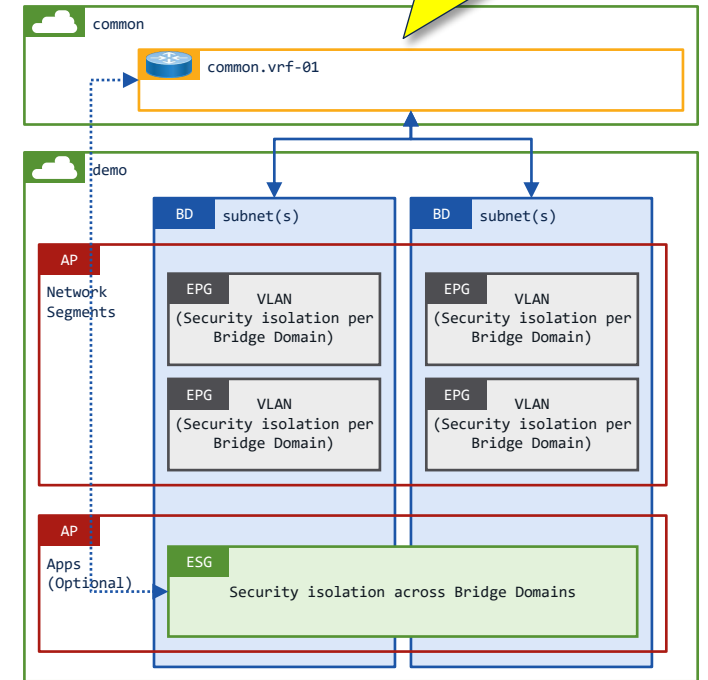 common
common.vrf-01
demo
BD
subnet(s)
BD
subnet(s)
AP
Network
Segments
EPG
VLAN
(Security isolation per
Bridge Domain)
EPG
VLAN
(Security isolation per
Bridge Domain)
EPG
VLAN
(Security isolation per
Bridge Domain)
EPG
VLAN
(Security isolation per
Bridge Domain)
AP
Apps
(Optional)
ESG
Security isolation across Bridge Domains